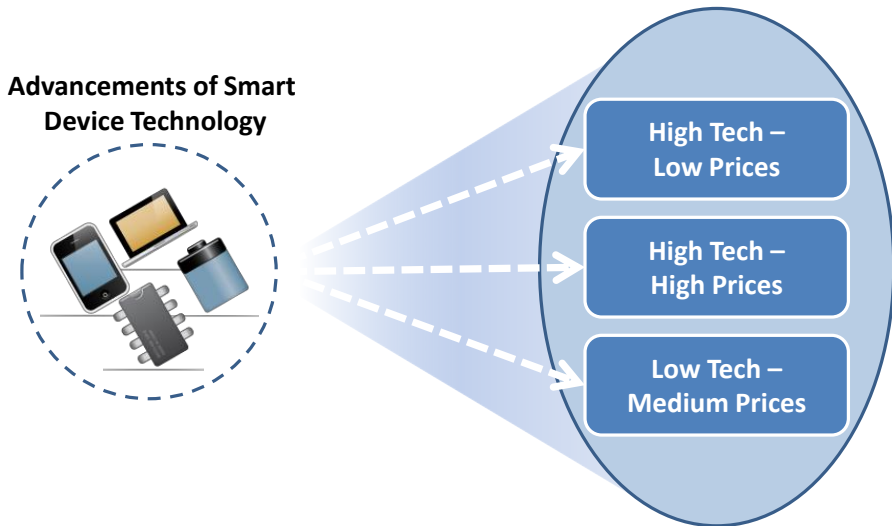 Advancements of Smart
Device Technology
High Tech –
Low Prices
High Tech –
High Prices
Low Tech –
Medium Prices